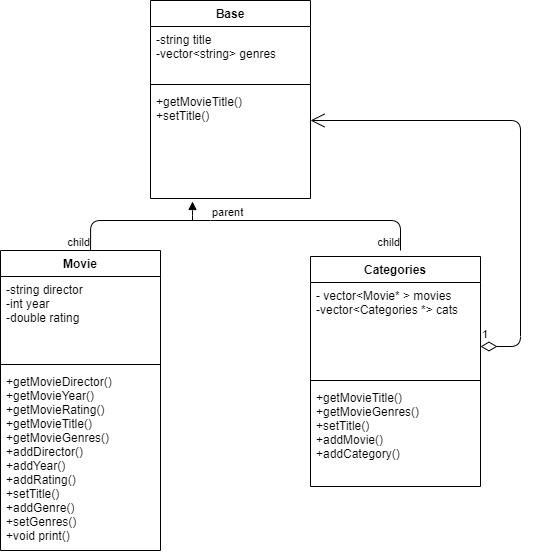 Base
-string title
-vector<string> genres
+getMovieTitle()
+setTitle()
parent
child
child
Movie
-string director
-int year
-double rating
+getMovieDirector()
+getMovieYear()
+getMovieRating()
+getMovieTitle()
+getMovieGenres()
+addDirector()
+addYear()
+addRating()
+setTitle()
+addGenre()
+setGenres()
+void print()
Categories
- vector<Movie* > movies
-vector<Categories *> cats
1
+getMovieTitle()
+getMovieGenres()
+setTitle()
+addMovie()
+addCategory()